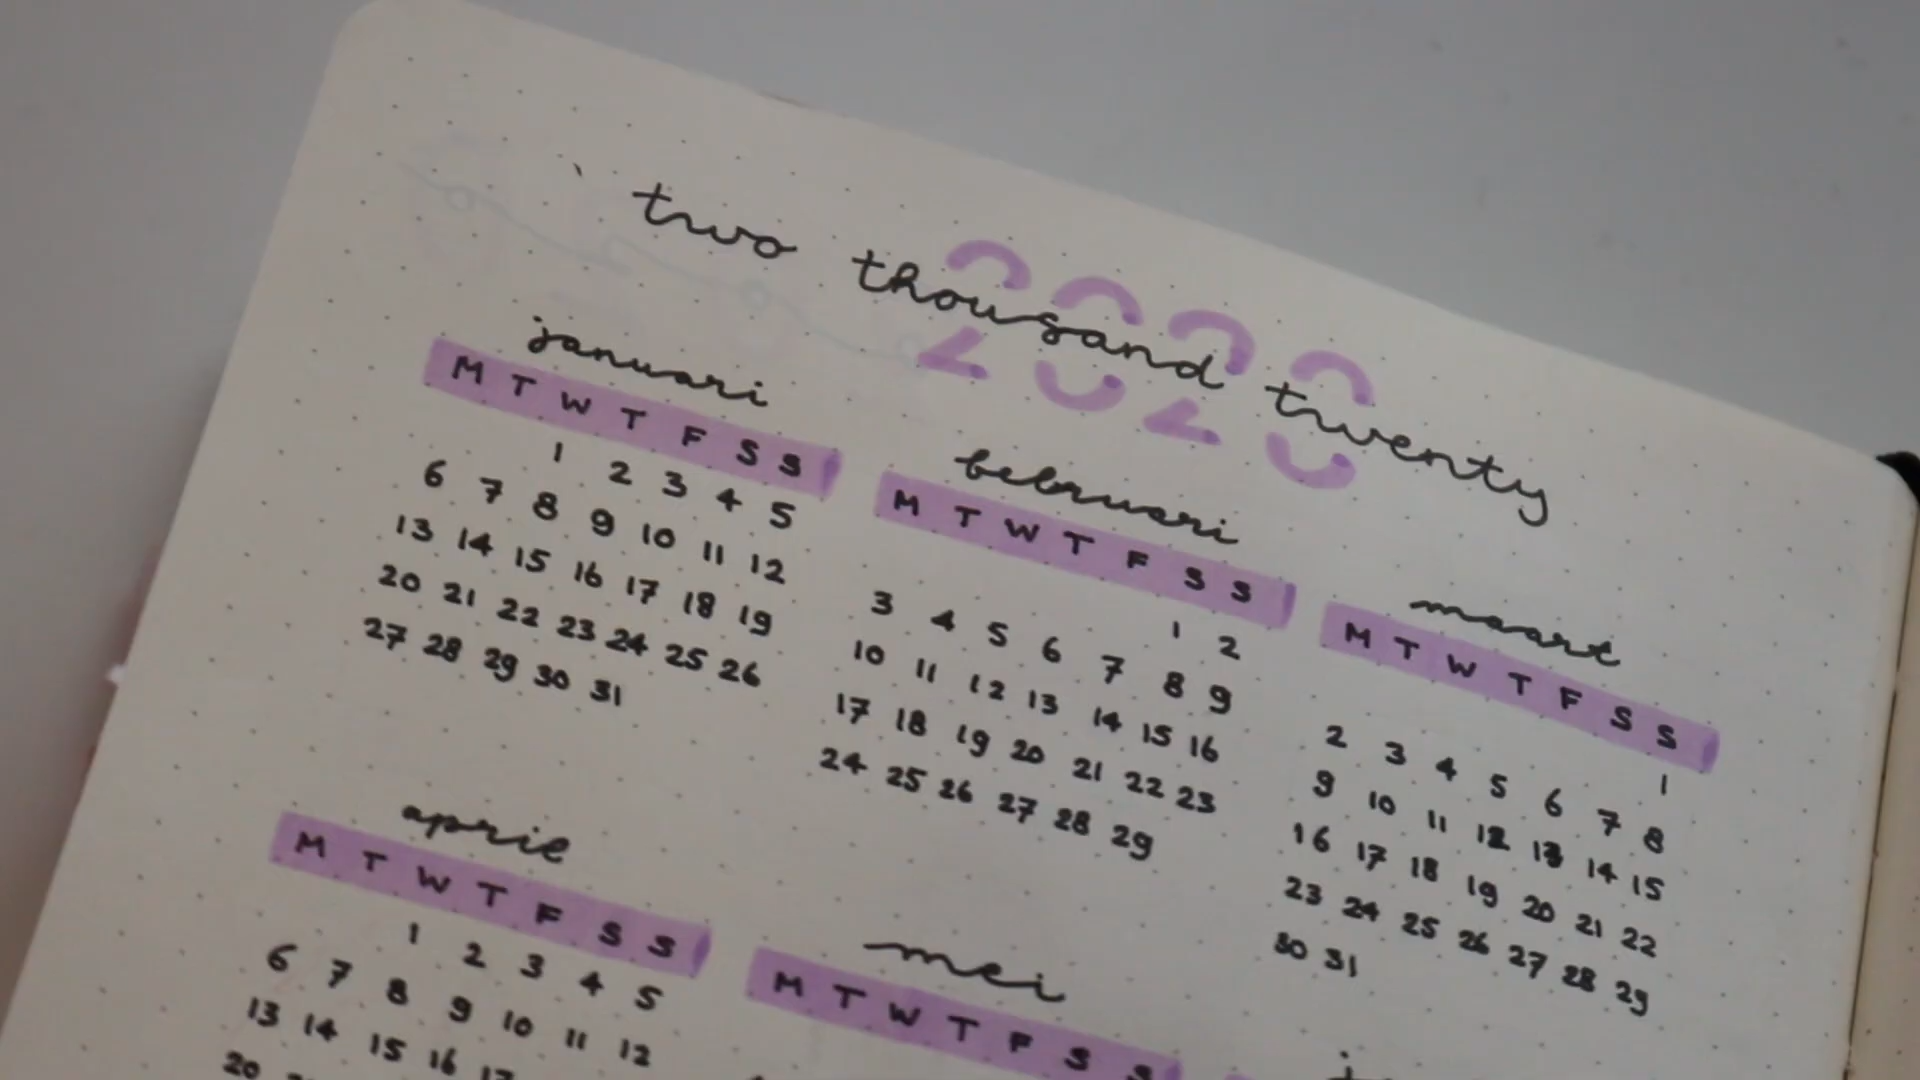 two thousand twenty
2020
januari
M T W T F S S
1 2 3 4 5
6 7 8 9 10 11 12
13 14 15 16 17 18 19
20 21 22 23 24 25 26
27 28 29 30 31
februari
M T W T F S S
1 2
3 4 5 6 7 8 9
10 11 12 13 14 15 16
17 18 19 20 21 22 23
24 25 26 27 28 29
maart
M T W T F S S
1
2 3 4 5 6 7 8
9 10 11 12 13 14 15
16 17 18 19 20 21 22
23 24 25 26 27 28 29
30 31
april
M T W T F S S
1 2 3 4 5
6 7 8 9 10 11 12
13 14 15 16 17
20
mei
M T W T F S S